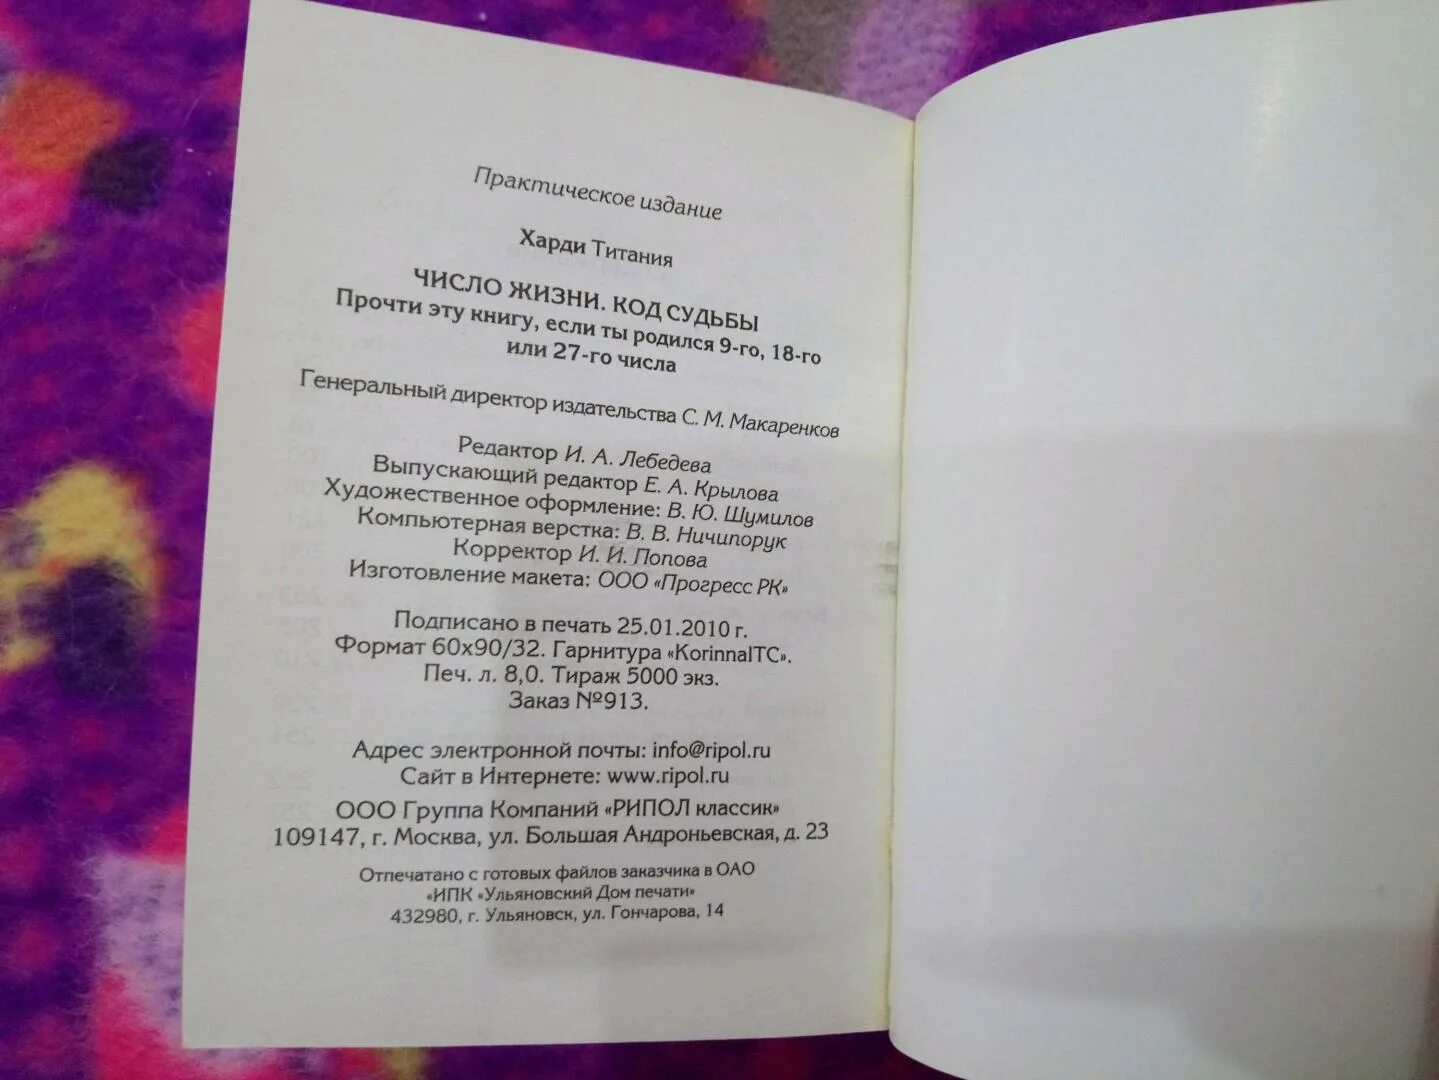 Практическое издание
Харди Титания
ЧИСЛО ЖИЗНИ. КОД СУДЬБЫ
Прочти эту книгу, если ты родился 9-го, 18-го
или 27-го числа
Генеральный директор издательства С. М. Макаренков
Редактор И. А. Лебедева
Выпускающий редактор Е. А. Крылова
Художественное оформление: В. Ю. Шумилов
Компьютерная верстка: В. В. Ничипорук
Корректор И. И. Попова
Изготовление макета: ООО «Прогресс РК»
Подписано в печать 25.01.2010 г.
Формат 60х90/32. Гарнитура «KorinnaITC».
Печ. л. 8,0. Тираж 5000 экз.
Заказ №913.
Адрес электронной почты: info@ripol.ru
Сайт в Интернете: www.ripol.ru
ООО Группа Компаний «РИПОЛ классик»
109147, г. Москва, ул. Большая Андроньевская, д. 23
Отпечатано с готовых файлов заказчика в ОАО
«ИПК «Ульяновский Дом печати»
432980, г. Ульяновск, ул. Гончарова, 14